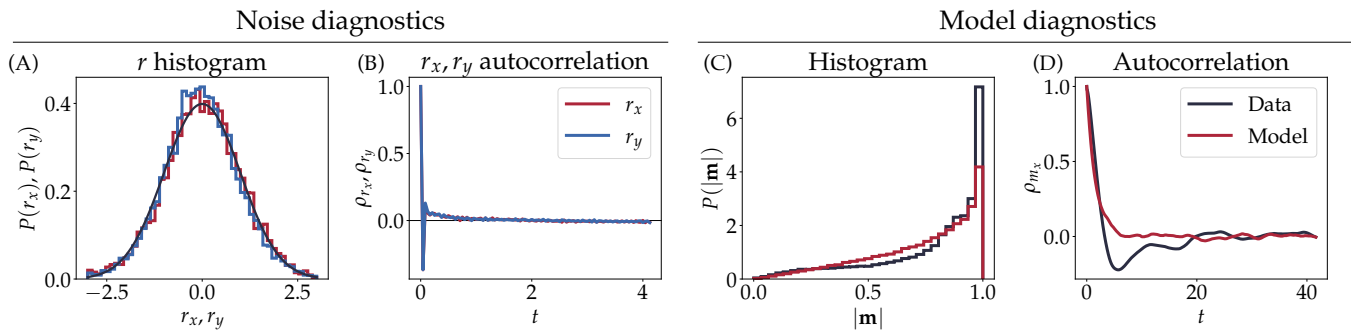 Noise diagnostics
Model diagnostics
(A)
r histogram
P(r_x), P(r_y)
0.4
0.2
0.0
−2.5
0.0
2.5
r_x, r_y
(B)
r_x, r_y autocorrelation
ρ_{r_x}, ρ_{r_y}
1.0
0.5
0.0
r_x
r_y
0
2
4
t
(C)
Histogram
P(|m|)
6
4
2
0
0.0
0.5
1.0
|m|
(D)
Autocorrelation
ρ_{m_x}
1.0
0.5
0.0
Data
Model
0
20
40
t